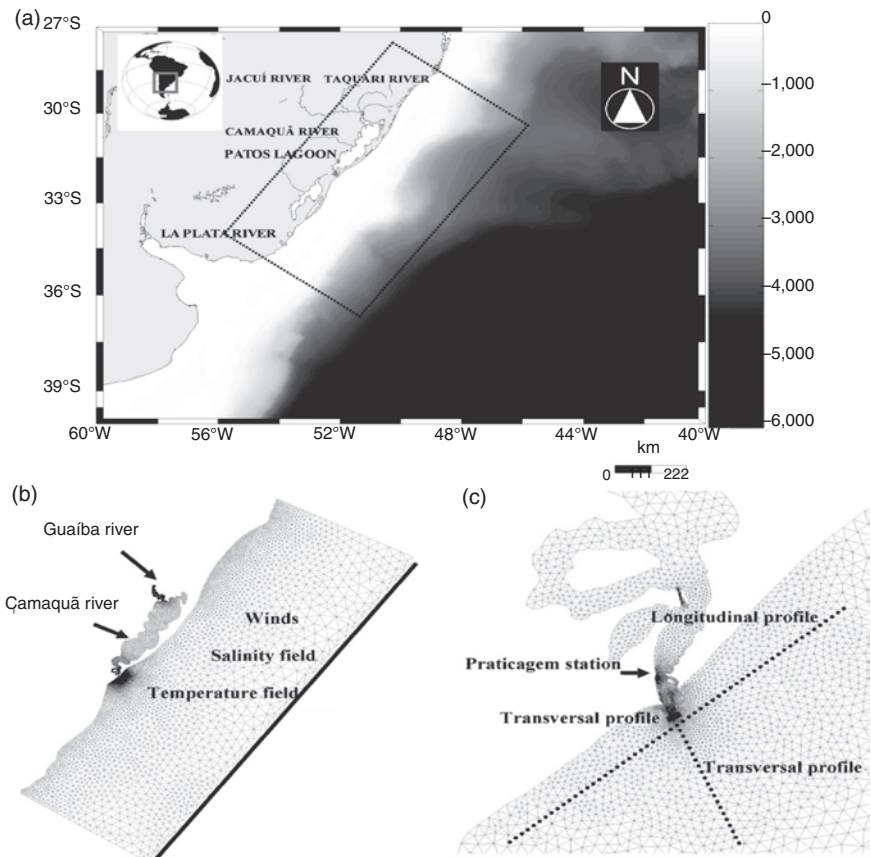 (a)
27°S
30°S
33°S
36°S
39°S
60°W
56°W
52°W
48°W
44°W
40°W
JACUÍ RIVER
TAQUARI RIVER
CAMAQUÃ RIVER
PATOS LAGOON
LA PLATA RIVER
N
0
–1,000
–2,000
–3,000
–4,000
–5,000
–6,000
km
0 111 222
(b)
Guaíba river
Camaquã river
Winds
Salinity field
Temperature field
(c)
Longitudinal profile
Praticagem station
Transversal profile
Transversal profile